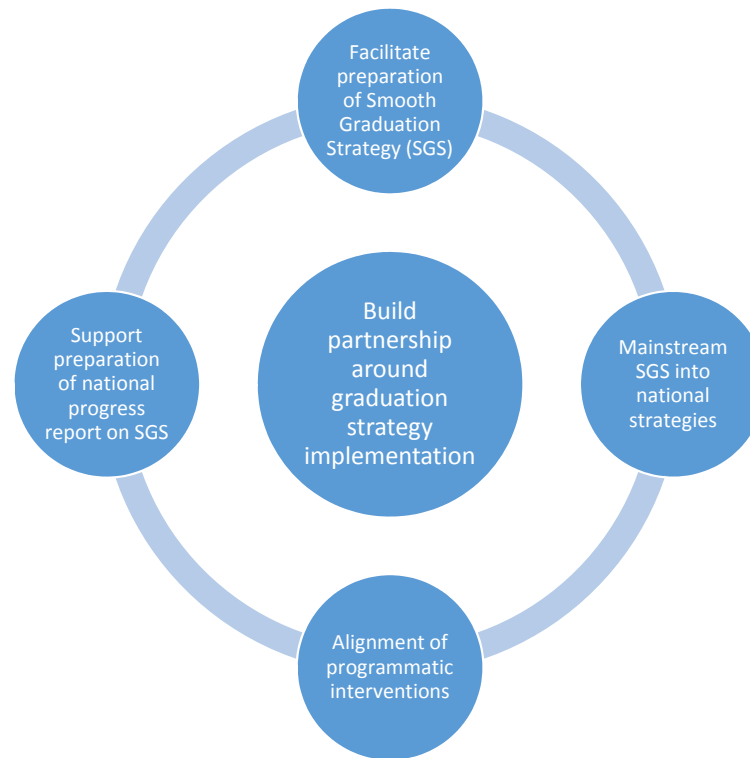 Facilitate
preparation
of Smooth
Graduation
Strategy (SGS)
Build
partnership
around
graduation
strategy
implementation
Mainstream
SGS into
national
strategies
Alignment of
programmatic
interventions
Support
preparation
of national
progress
report on SGS